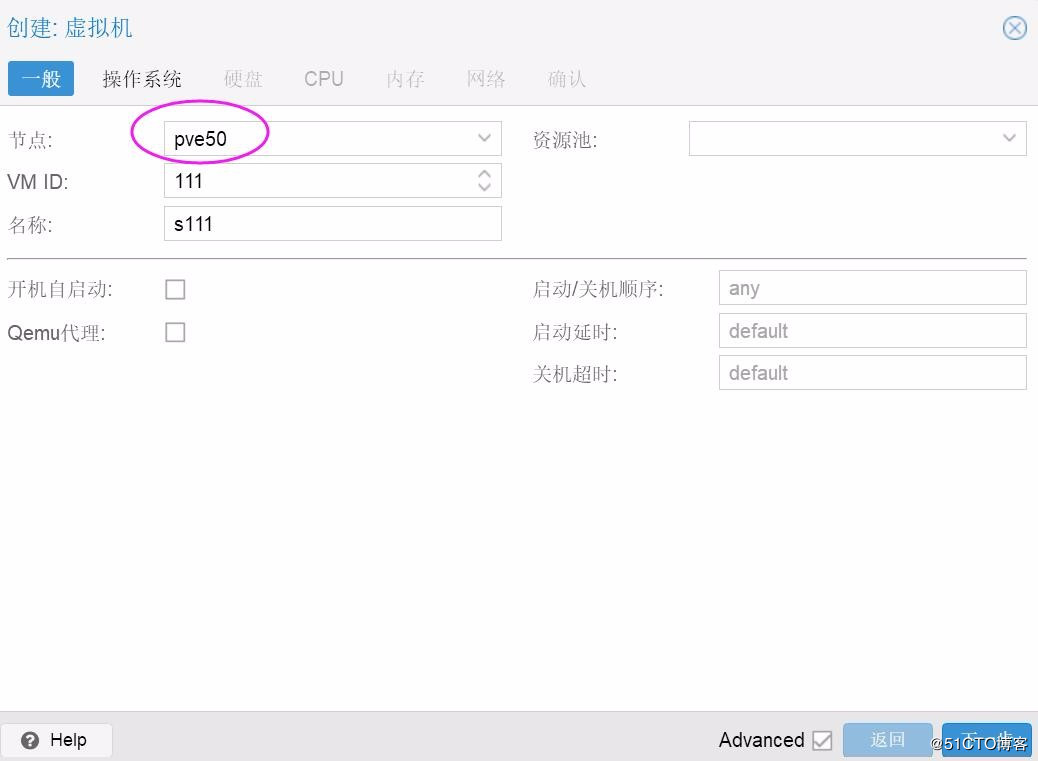 创建: 虚拟机
一般 操作系统 硬盘 CPU 内存 网络 确认
节点: pve50 资源池:
VM ID: 111
名称: s111
开机自启动: 启动/关机顺序: any
Qemu代理: 启动延时: default
关机超时: default
Help Advanced 返回 下一步
@51CTO博客